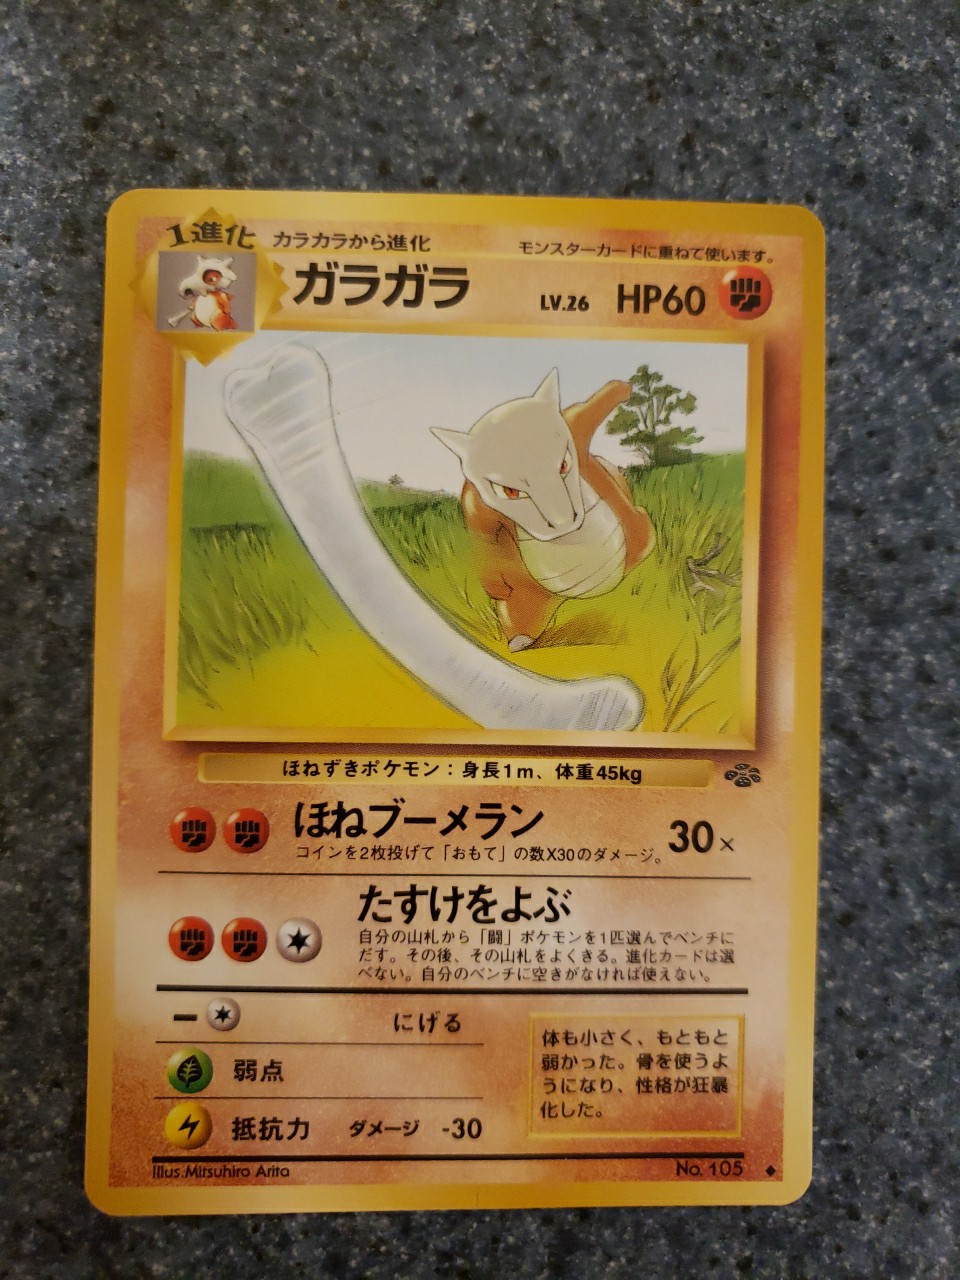 1進化
カラカラから進化
モンスターカードに重ねて使います。
ガラガラ
LV.26 HP60
ほねずきポケモン：身長1m、体重45kg
ほねブーメラン
30×
コインを2枚投げて「おもて」の数X30のダメージ。
たすけをよぶ
自分の山札から「闘」ポケモンを1匹選んでベンチに
だす。その後、その山札をよくきる。進化カードは選
べない。自分のベンチに空きがなければ使えない。
にげる
弱点
抵抗力 ダメージ -30
体も小さく、もともと
弱かった。骨を使うよ
うになり、性格が狂暴
化した。
Illus.Mitsuhiro Arita
No. 105